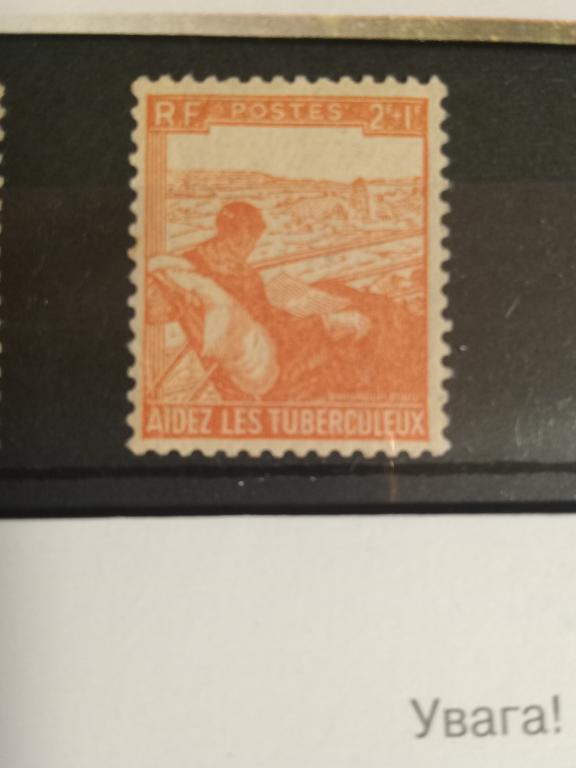 R.F POSTES 2F+1F
AIDEZ LES TUBERCULEUX
Увага!